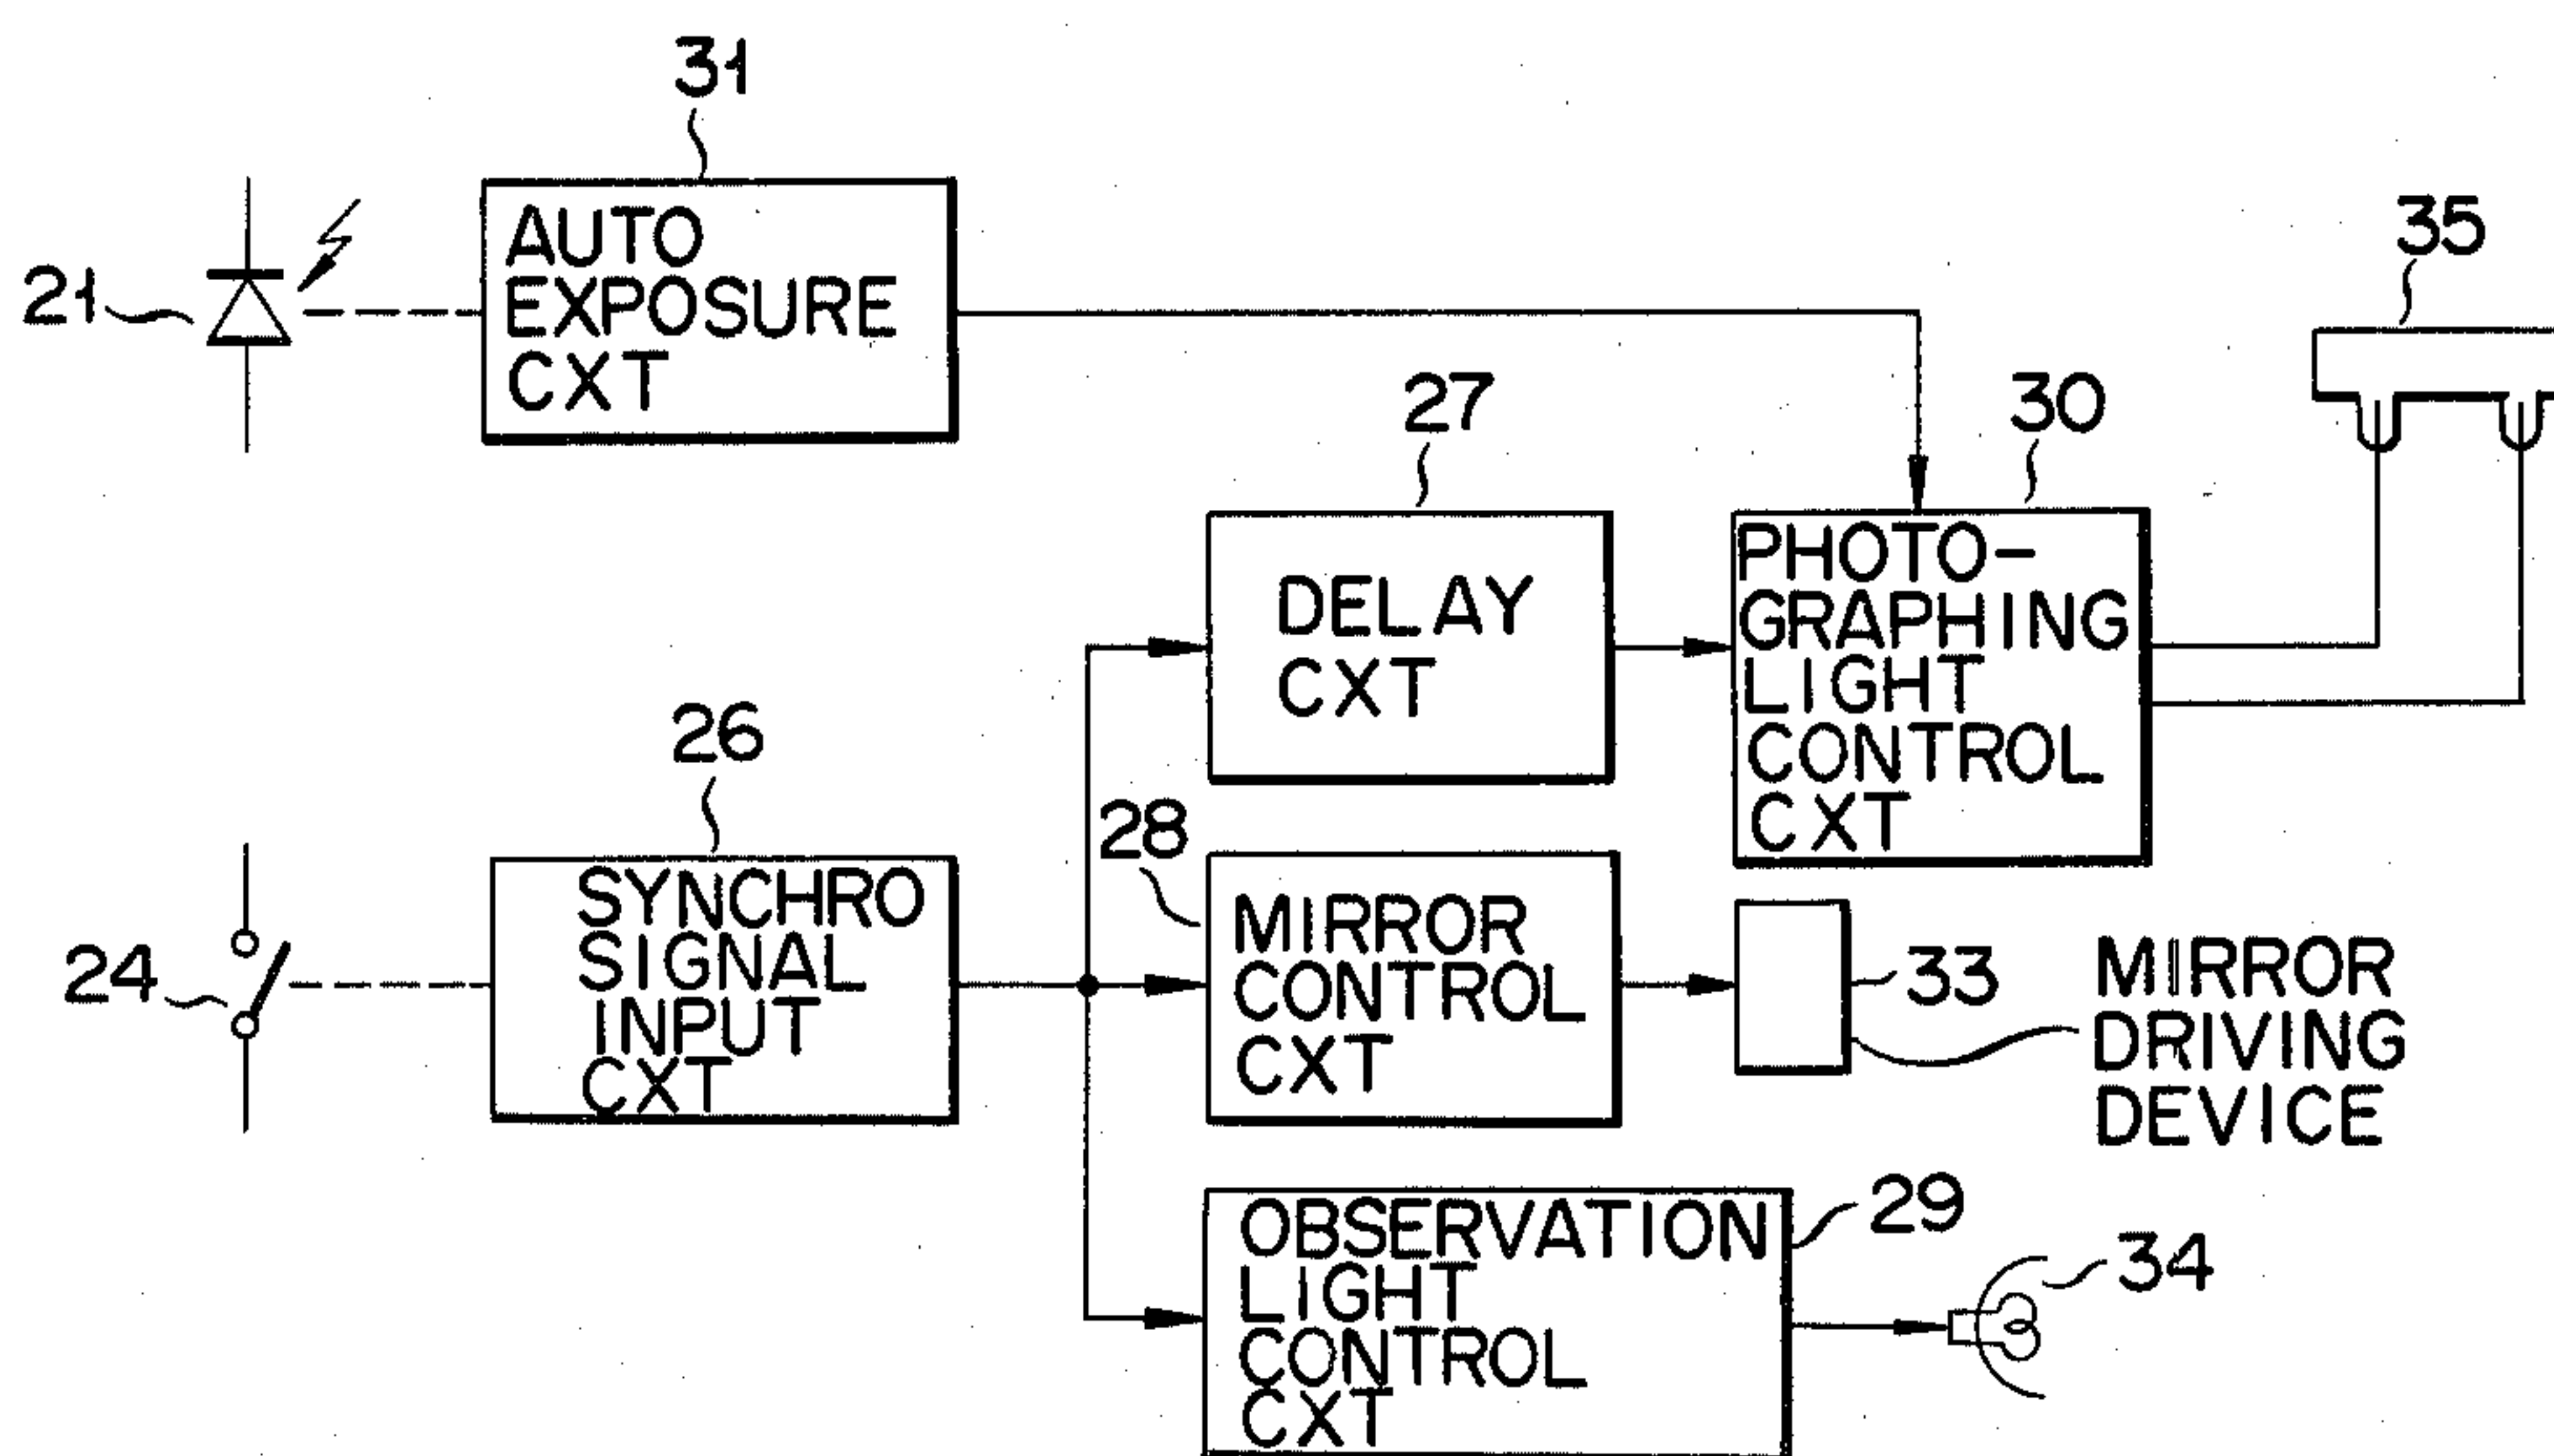 31
AUTO
EXPOSURE
CXT
21
35
27
30
DELAY
CXT
PHOTO-
GRAPHING
LIGHT
CONTROL
CXT
26
SYNCHRO
SIGNAL
INPUT
CXT
24
28
MIRROR
CONTROL
CXT
33
MIRROR
DRIVING
DEVICE
OBSERVATION
LIGHT
CONTROL
CXT
29
34